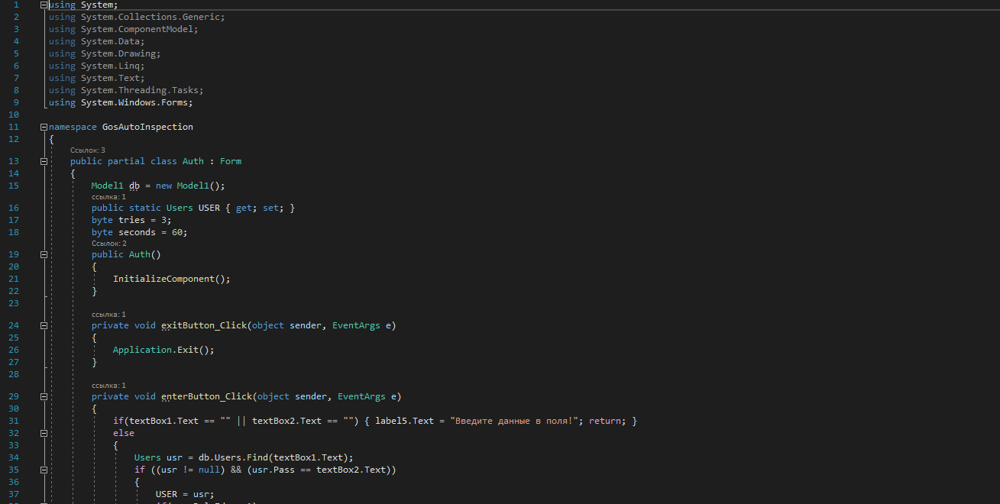 1 using System;
2 using System.Collections.Generic;
3 using System.ComponentModel;
4 using System.Data;
5 using System.Drawing;
6 using System.Linq;
7 using System.Text;
8 using System.Threading.Tasks;
9 using System.Windows.Forms;
10
11 namespace GosAutoInspection
12 {
Ссылок: 3
13 public partial class Auth : Form
14 {
15 Model1 db = new Model1();
ссылка: 1
16 public static Users USER { get; set; }
17 byte tries = 3;
18 byte seconds = 60;
Ссылок: 2
19 public Auth()
20 {
21 InitializeComponent();
22 }
23
ссылка: 1
24 private void exitButton_Click(object sender, EventArgs e)
25 {
26 Application.Exit();
27 }
28
ссылка: 1
29 private void enterButton_Click(object sender, EventArgs e)
30 {
31 if(textBox1.Text == "" || textBox2.Text == "") { label5.Text = "Введите данные в поля!"; return; }
32 else
33 {
34 Users usr = db.Users.Find(textBox1.Text);
35 if ((usr != null) && (usr.Pass == textBox2.Text))
36 {
37 USER = usr;